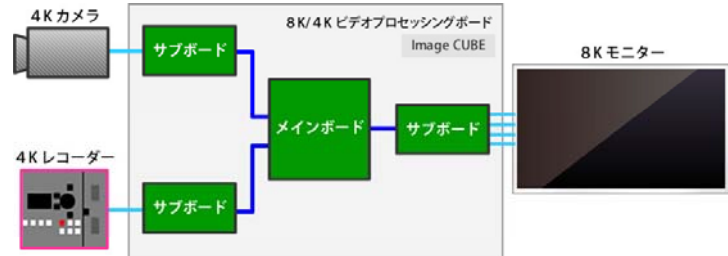 4Kカメラ
8K/4K ビデオプロセッシングボード
Image CUBE
サブボード
8Kモニター
メインボード
サブボード
4Kレコーダー
サブボード